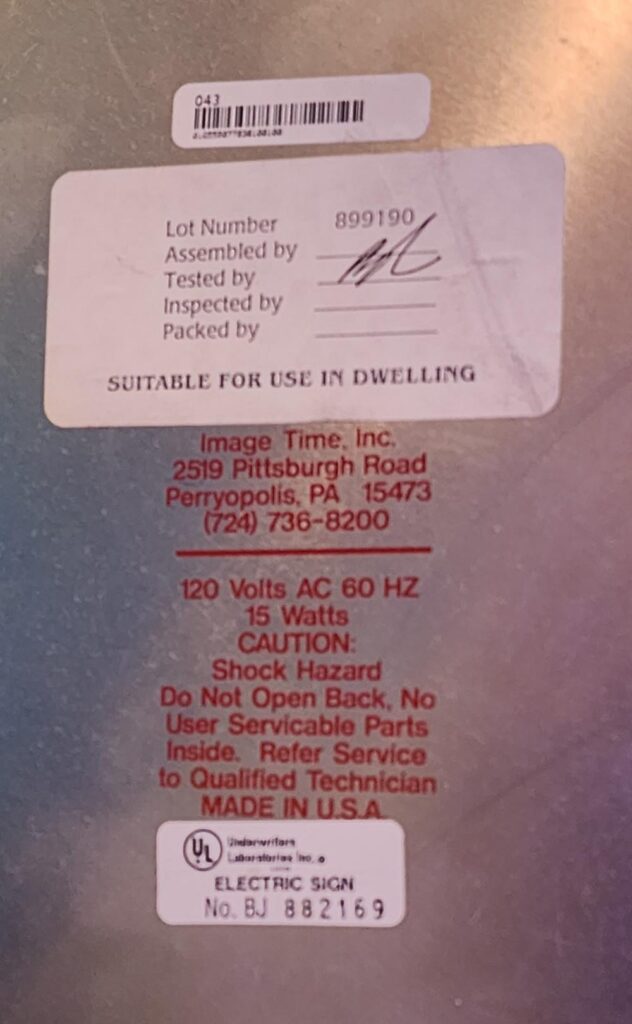 043
Lot Number 899190
Assembled by
Tested by
Inspected by
Packed by
SUITABLE FOR USE IN DWELLING
Image Time, Inc.
2519 Pittsburgh Road
Perryopolis, PA 15473
(724) 736-8200
120 Volts AC 60 HZ
15 Watts
CAUTION:
Shock Hazard
Do Not Open Back, No
User Servicable Parts
Inside. Refer Service
to Qualified Technician
MADE IN U.S.A
UL Underwriters
Laboratories Inc.
ELECTRIC SIGN
No. BJ 882169